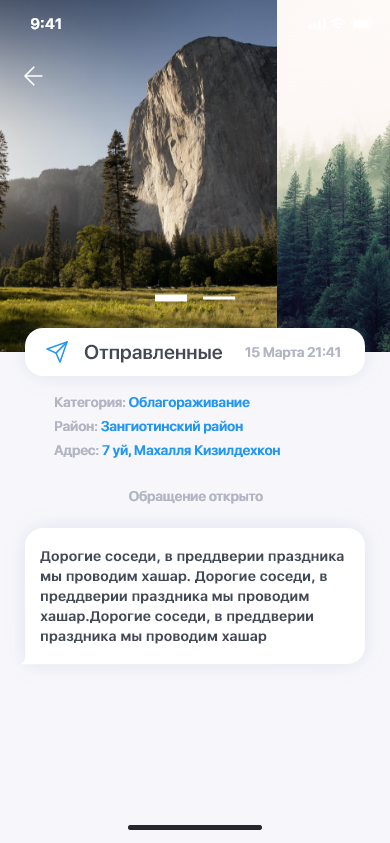 9:41
Отправленные 15 Марта 21:41
Категория: Облагораживание
Район: Зангиотинский район
Адрес: 7 уй, Махалля Кизилдехкон
Обращение открыто
Дорогие соседи, в преддверии праздника
мы проводим хашар. Дорогие соседи, в
преддверии праздника мы проводим
хашар.Дорогие соседи, в преддверии
праздника мы проводим хашар